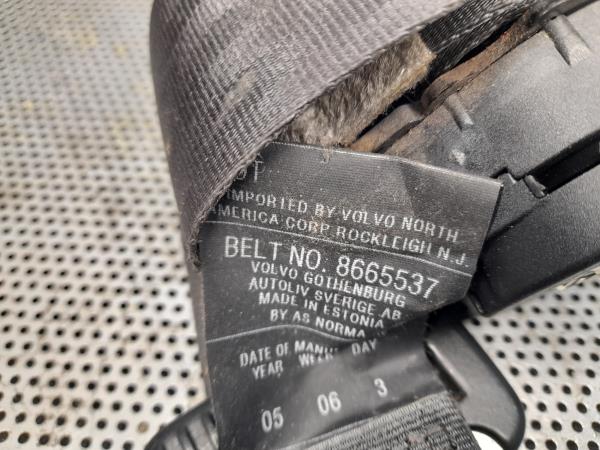 IMPORTED BY VOLVO NORTH
AMERICA CORP. ROCKLEIGH N.J.
BELT NO. 8665537
VOLVO GOTHENBURG
AUTOLIV SVERIGE AB
MADE IN ESTONIA
BY AS NORMA
DATE OF DAY
YEAR
05 06 3